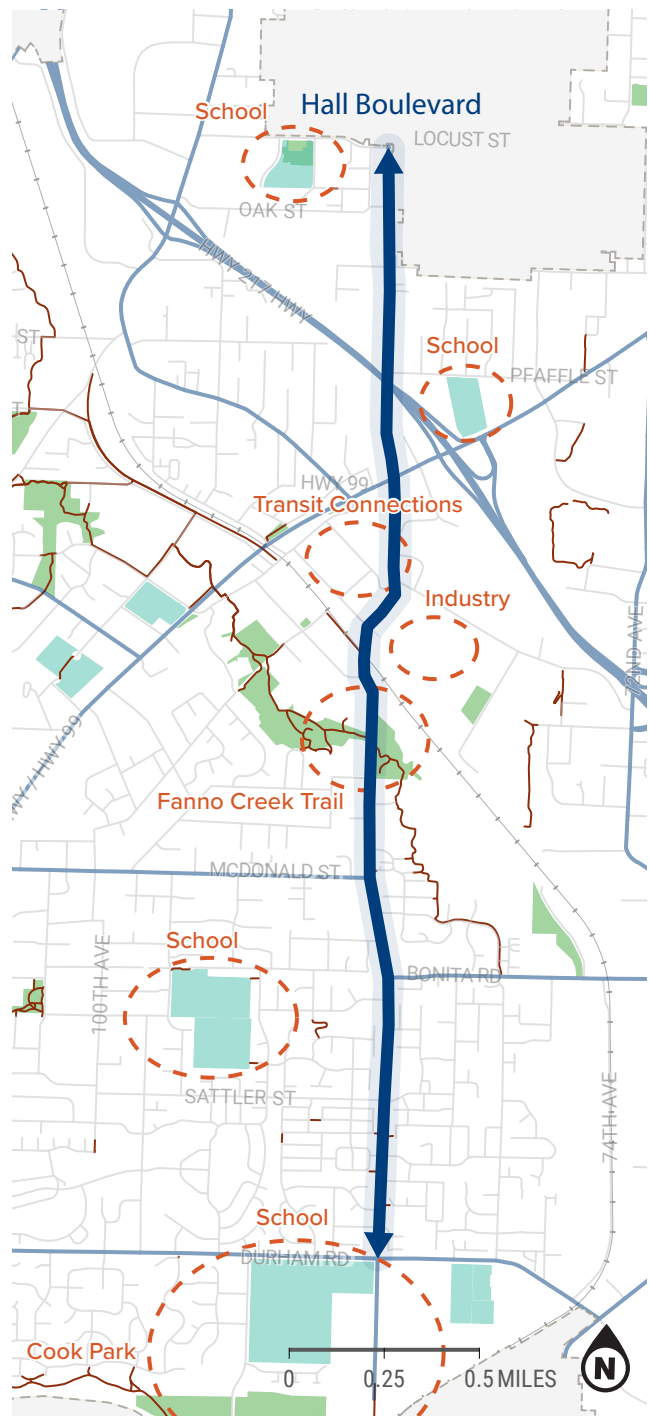 School
Hall Boulevard
LOCUST ST
OAK ST
HWY 217 HWY
ST
School
PFAFFLE ST
T
HWY 99
Transit Connections
Industry
72ND AVE
WY / HWY 99
Fanno Creek Trail
MCDONALD ST
School
100TH AVE
BONITA RD
SATTLER ST
74TH AVE
School
DURHAM RD
Cook Park
0 0.25 0.5 MILES
N